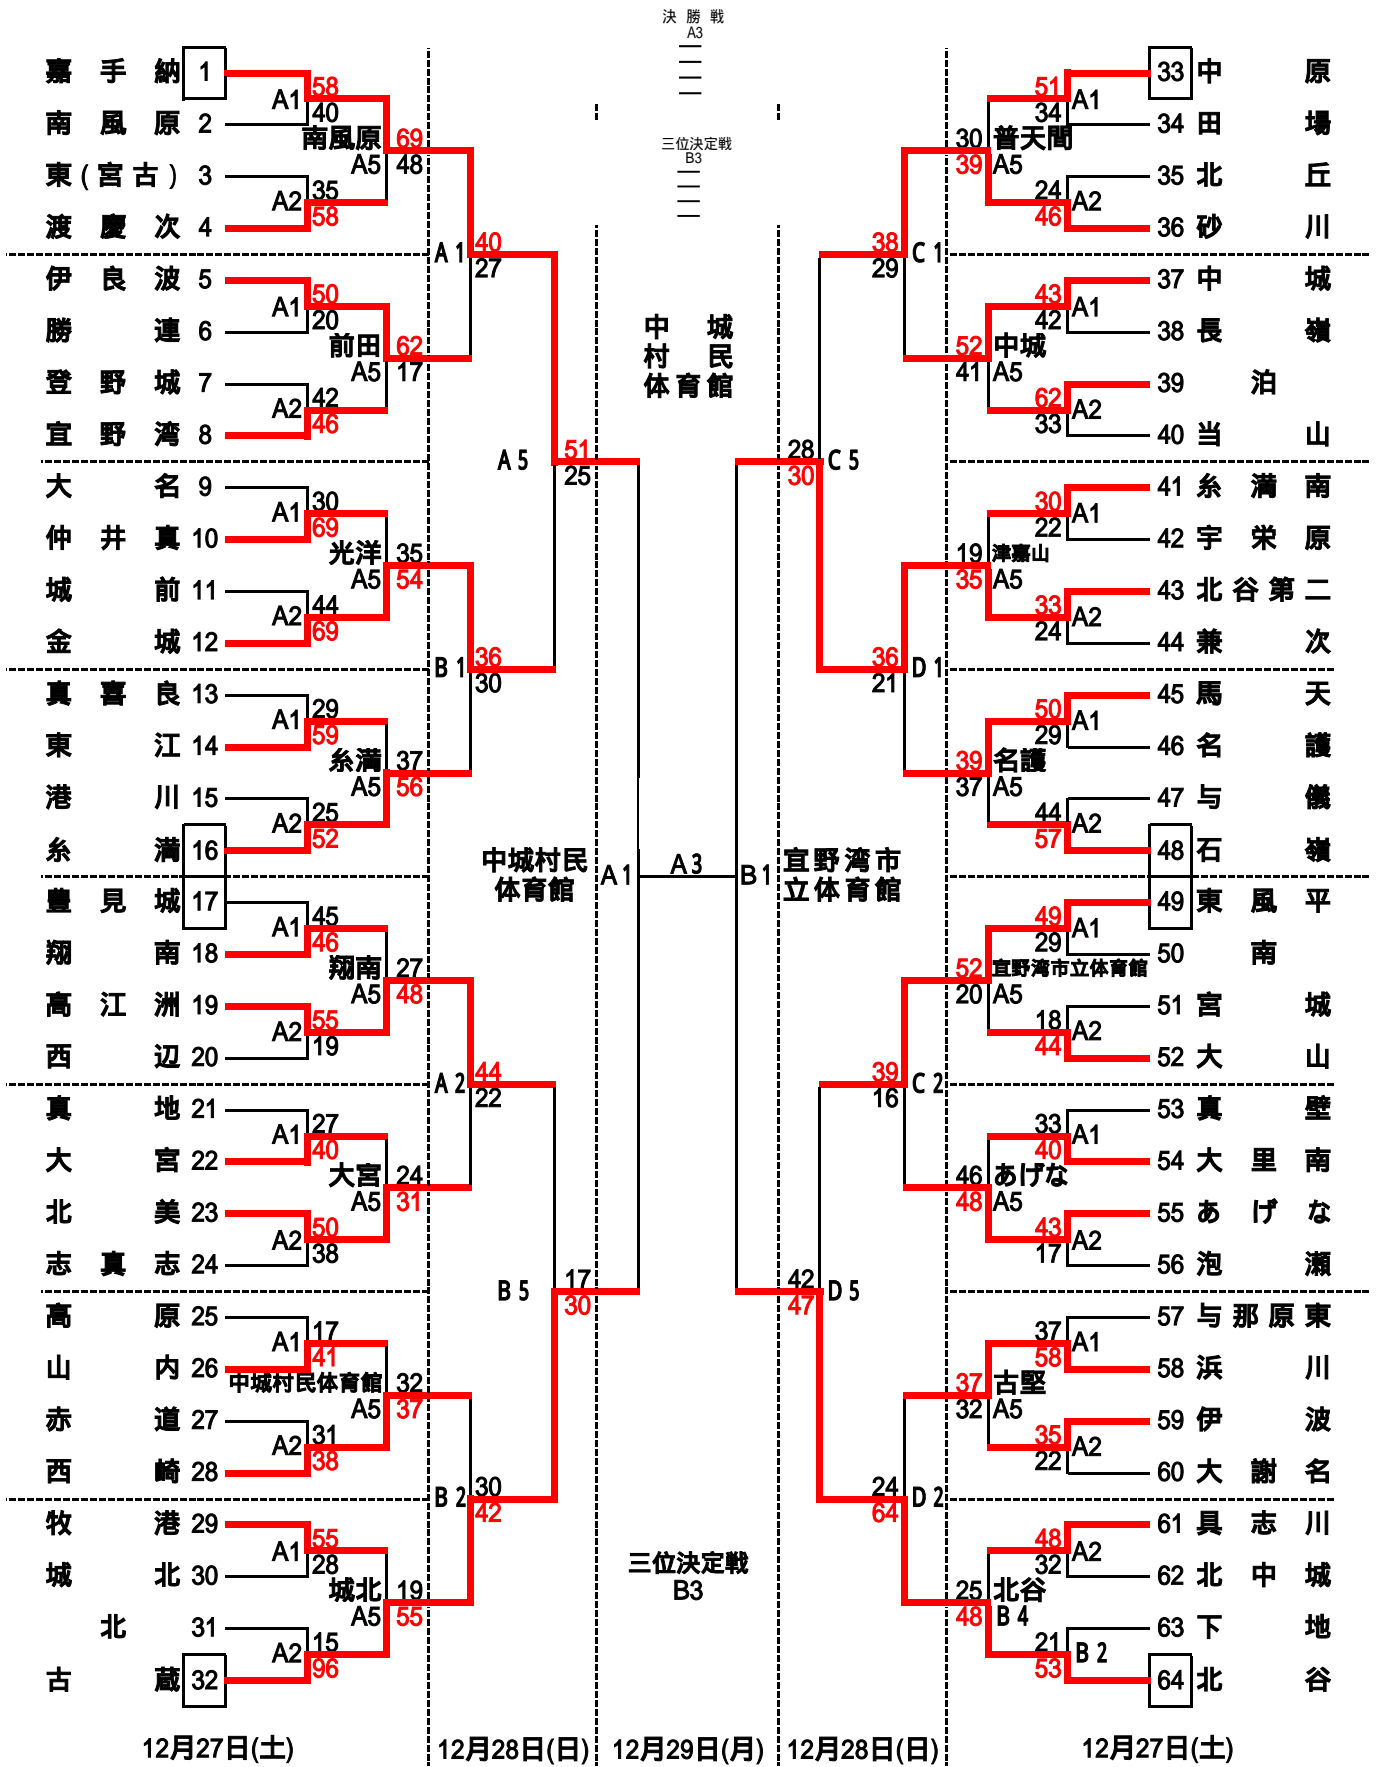 決勝戦
A3
三位決定戦
B3
嘉手納 1
58
A1
40
南風原 2
南風原 69
A5 48
東(宮古) 3
35
A2
58
渡慶次 4
A1 40
27
伊良波 5
50
A1
20
勝連 6
前田 62
A5 17
登野城 7
42
A2
46
宜野湾 8
A5 51
25
大名 9
30
A1
69
仲井真 10
光洋 35
A5 54
城前 11
44
A2
69
金城 12
B1 36
30
真喜良 13
29
A1
59
東江 14
糸満 37
A5 56
港川 15
25
A2
52
糸満 16
豊見城 17
45
A1
46
翔南 18
翔南 27
A5 48
高江洲 19
55
A2
19
西辺 20
A2 44
22
真地 21
27
A1
40
大宮 22
大宮 24
A5 31
北美 23
50
A2
38
志真志 24
B5 17
30
高原 25
17
A1
41
山内 26
中城村民体育館 32
A5 37
赤道 27
31
A2
38
西崎 28
B2 30
42
牧港 29
55
A1
28
城北 30
城北 19
A5 55
北 31
15
A2
96
古蔵 32
中城
村民
体育館
中城村民
体育館
A1
A3
B1
宜野湾市
立体育館
三位決定戦
B3
33 中原
51
A1
34
34 田場
30 普天間
39 A5
35 北丘
24
A2
46
36 砂川
38 C1
29
37 中城
43
A1
42
38 長嶺
52 中城
41 A5
39 泊
62
A2
33
40 当山
28 C5
30
41 糸満南
30
A1
22
42 宇栄原
19 津嘉山
35 A5
43 北谷第二
33
A2
24
44 兼次
36 D1
21
45 馬天
50
A1
29
46 名護
39 名護
37 A5
47 与儀
44
A2
57
48 石嶺
49 東風平
49
A1
29
50 南
52 宜野湾市立体育館
20 A5
51 宮城
18
A2
44
52 大山
39 C2
16
53 真壁
33
A1
40
54 大里南
46 あげな
48 A5
55 あげな
43
A2
17
56 泡瀬
42 D5
47
57 与那原東
37
A1
58
58 浜川
37 古堅
32 A5
59 伊波
35
A2
22
60 大謝名
24 D2
64
61 具志川
48
A2
32
62 北中城
25 北谷
48 B4
63 下地
21
B2
53
64 北谷
12月27日(土)
12月28日(日)
12月29日(月)
12月28日(日)
12月27日(土)